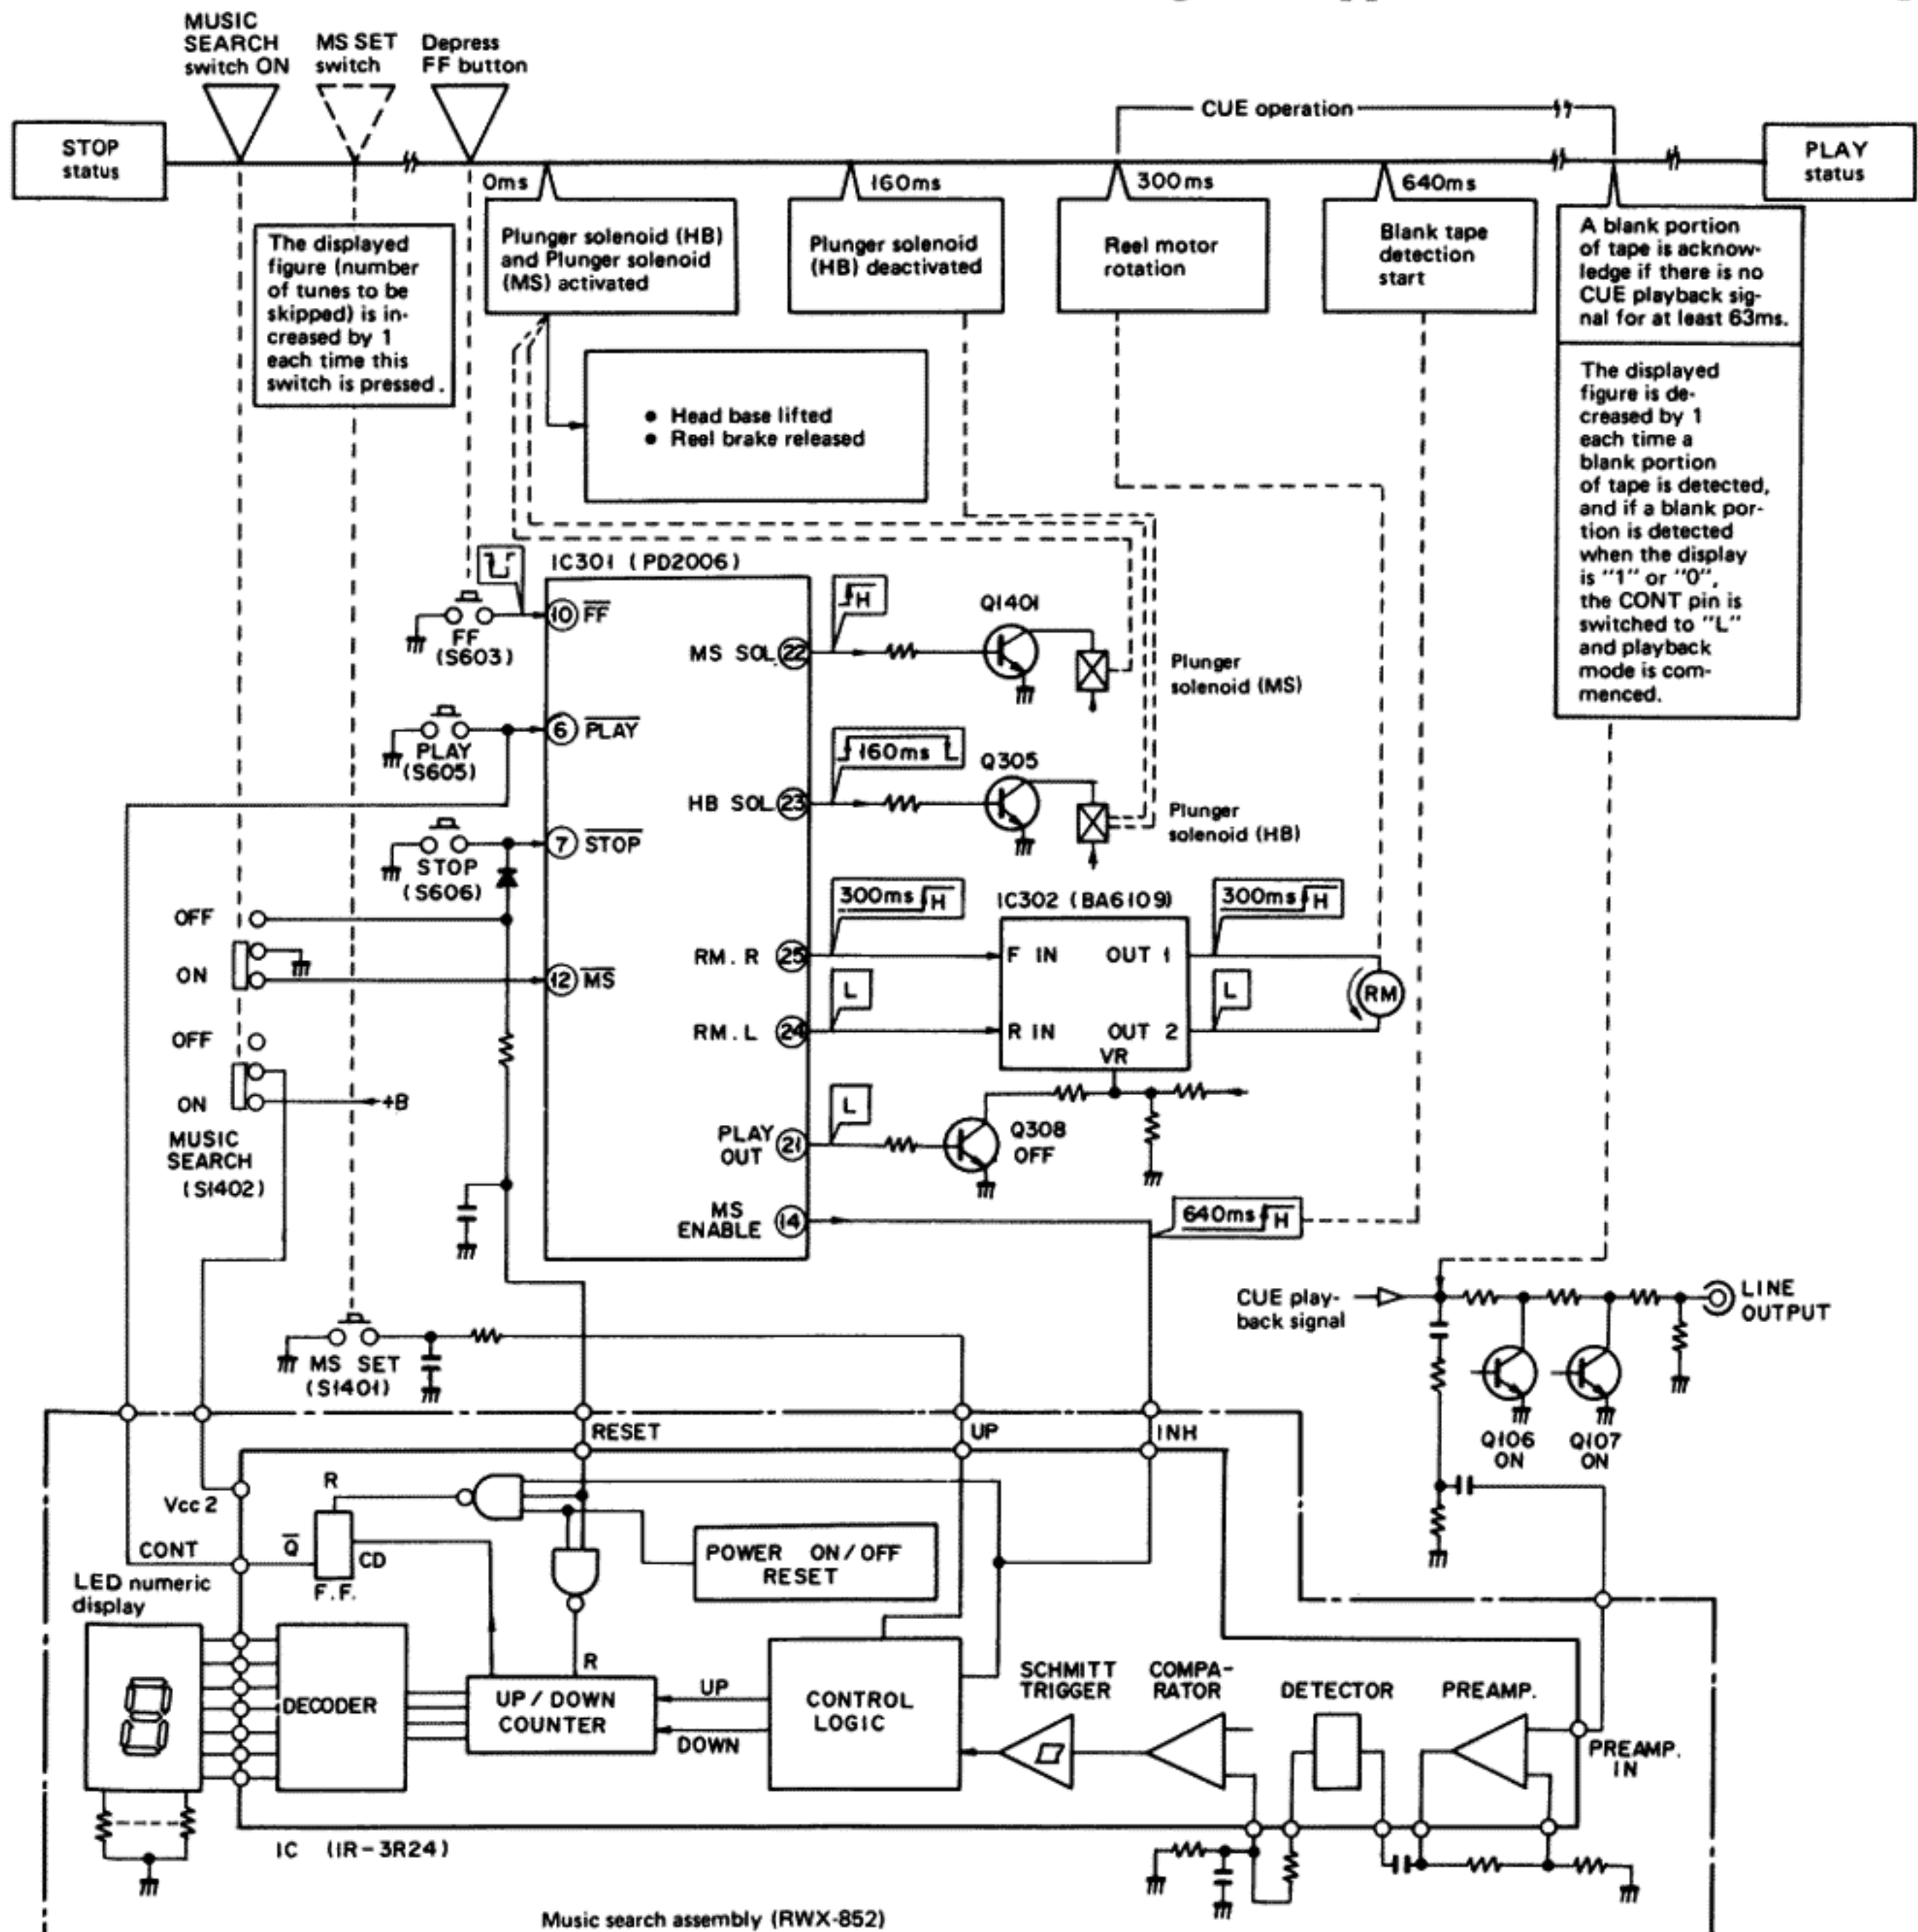 MUSIC
SEARCH
switch ON
MS SET
switch
Depress
FF button
CUE operation
STOP
status
PLAY
status
0ms
160ms
300ms
640ms
The displayed
figure (number
of tunes to be
skipped) is in-
creased by 1
each time this
switch is pressed.
Plunger solenoid (HB)
and Plunger solenoid
(MS) activated
Plunger solenoid
(HB) deactivated
Reel motor
rotation
Blank tape
detection
start
A blank portion
of tape is acknow-
ledge if there is no
CUE playback sig-
nal for at least 63ms.
The displayed
figure is de-
creased by 1
each time a
blank portion
of tape is detected,
and if a blank por-
tion is detected
when the display
is "1" or "0",
the CONT pin is
switched to "L"
and playback
mode is com-
menced.
• Head base lifted
• Reel brake released
IC301 (PD2006)
10 FF
FF
(S603)
MS SOL 22
H
Q1401
Plunger
solenoid (MS)
6 PLAY
PLAY
(S605)
HB SOL 23
160ms
Q305
Plunger
solenoid (HB)
7 STOP
STOP
(S606)
OFF
ON
12 MS
RM. R 25
300ms H
IC302 (BA6109)
F IN
OUT 1
300ms H
RM. L 24
L
R IN
OUT 2
VR
L
RM
OFF
ON
+B
MUSIC
SEARCH
(S1402)
PLAY
OUT
21
L
Q308
OFF
MS
ENABLE
14
640ms H
MS SET
(S1401)
CUE play-
back signal
LINE
OUTPUT
Q106
ON
Q107
ON
RESET
UP
INH
Vcc 2
CONT
R
Q
CD
F.F.
POWER ON/OFF
RESET
LED numeric
display
8
DECODER
R
UP/DOWN
COUNTER
UP
DOWN
CONTROL
LOGIC
SCHMITT
TRIGGER
COMPA-
RATOR
DETECTOR
PREAMP.
PREAMP.
IN
IC (IR-3R24)
Music search assembly (RWX-852)